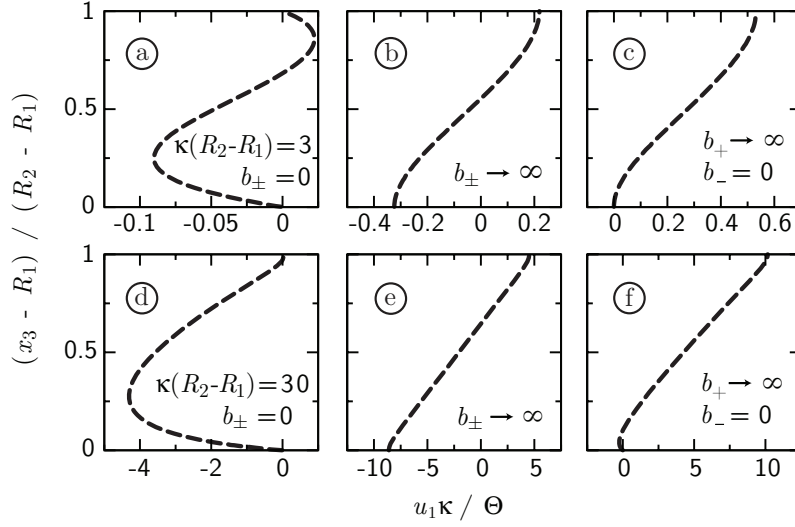 (x₃ - R₁) / (R₂ - R₁)
1
0.5
0
a
κ(R₂-R₁)=3
b± =0
-0.1 -0.05 0
b
b± → ∞
-0.4 -0.2 0 0.2
c
b₊ → ∞
b₋ = 0
0 0.2 0.4 0.6
1
0.5
0
d
κ(R₂-R₁)=30
b± =0
-4 -2 0
e
b± → ∞
-10 -5 0 5
f
b₊ → ∞
b₋ = 0
0 5 10
u₁κ / Θ